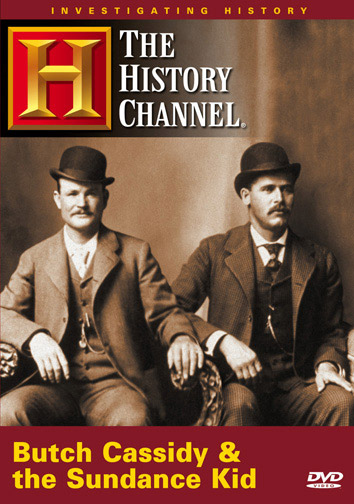 INVESTIGATING HISTORY
H
THE
HISTORY
CHANNEL®
Butch Cassidy &
the Sundance Kid
DVD
VIDEO